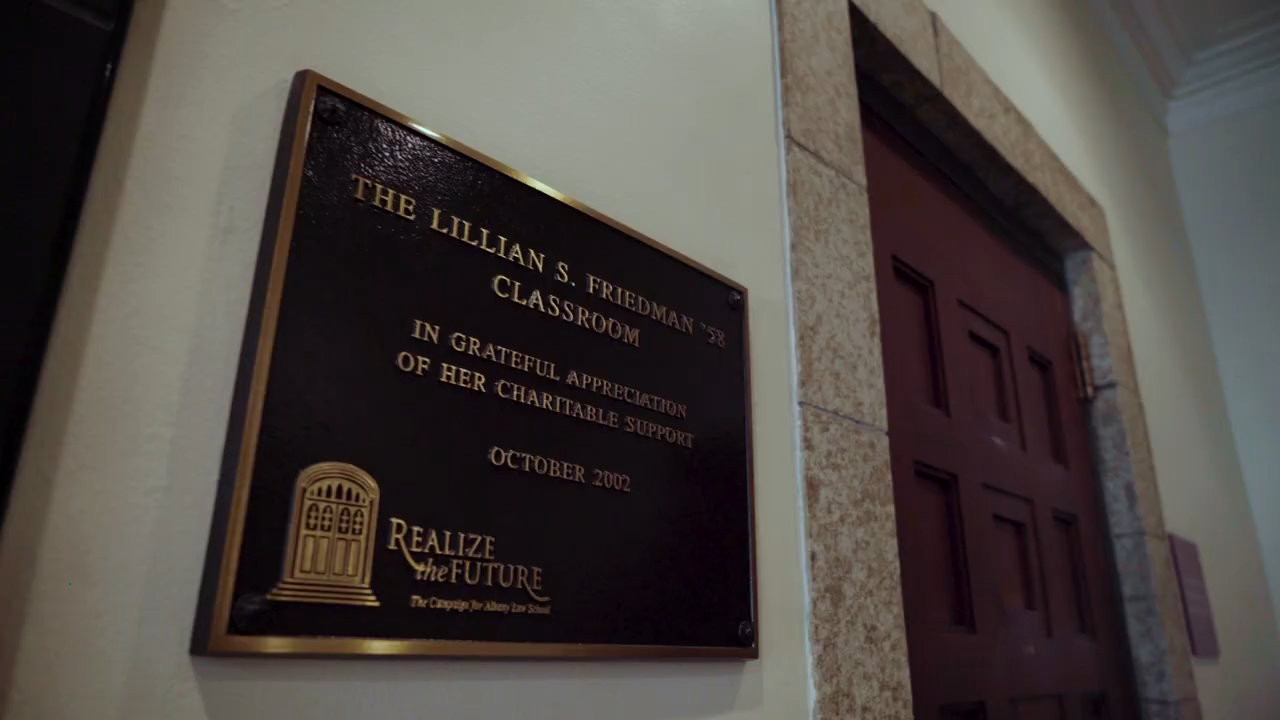 THE LILLIAN S. FRIEDMAN '58
CLASSROOM
IN GRATEFUL APPRECIATION
OF HER CHARITABLE SUPPORT
OCTOBER 2002
REALIZE
the FUTURE
The Campaign for Albany Law School